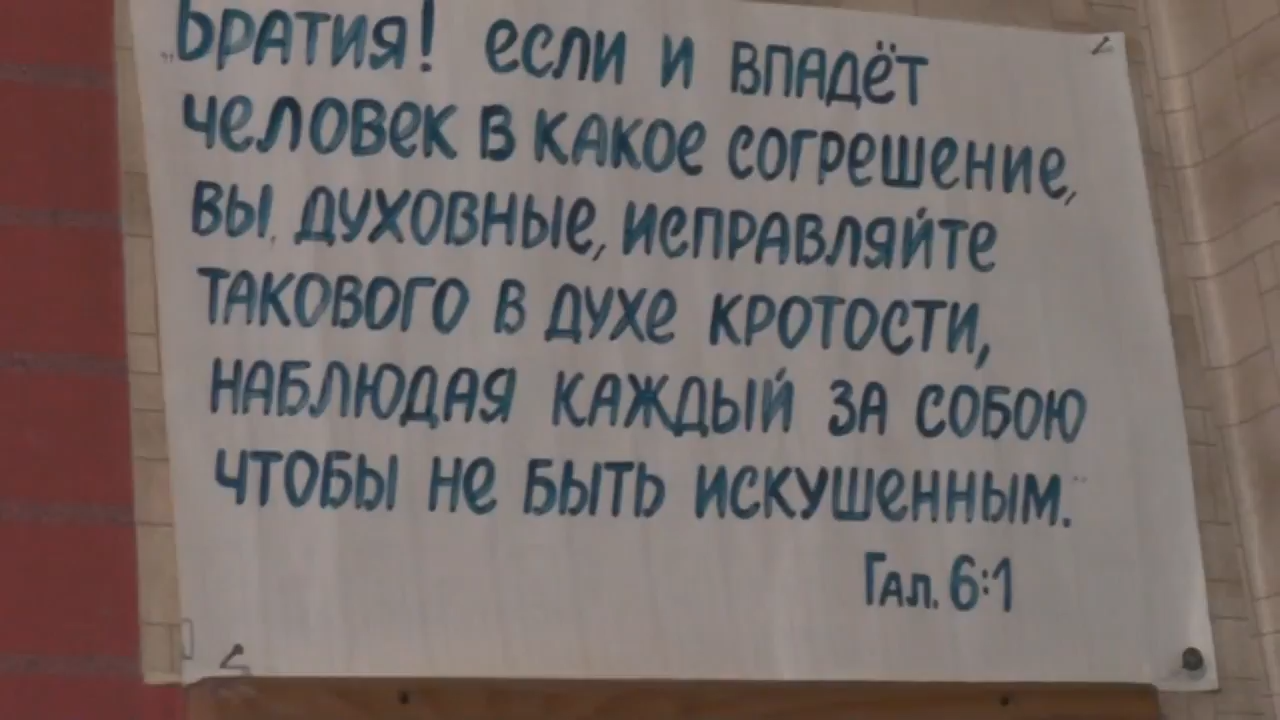 „Братия! если и впадёт
человек в какое согрешение,
вы, духовные, исправляйте
такового в духе кротости,
наблюдая каждый за собою
чтобы не быть искушенным."
Гал. 6:1